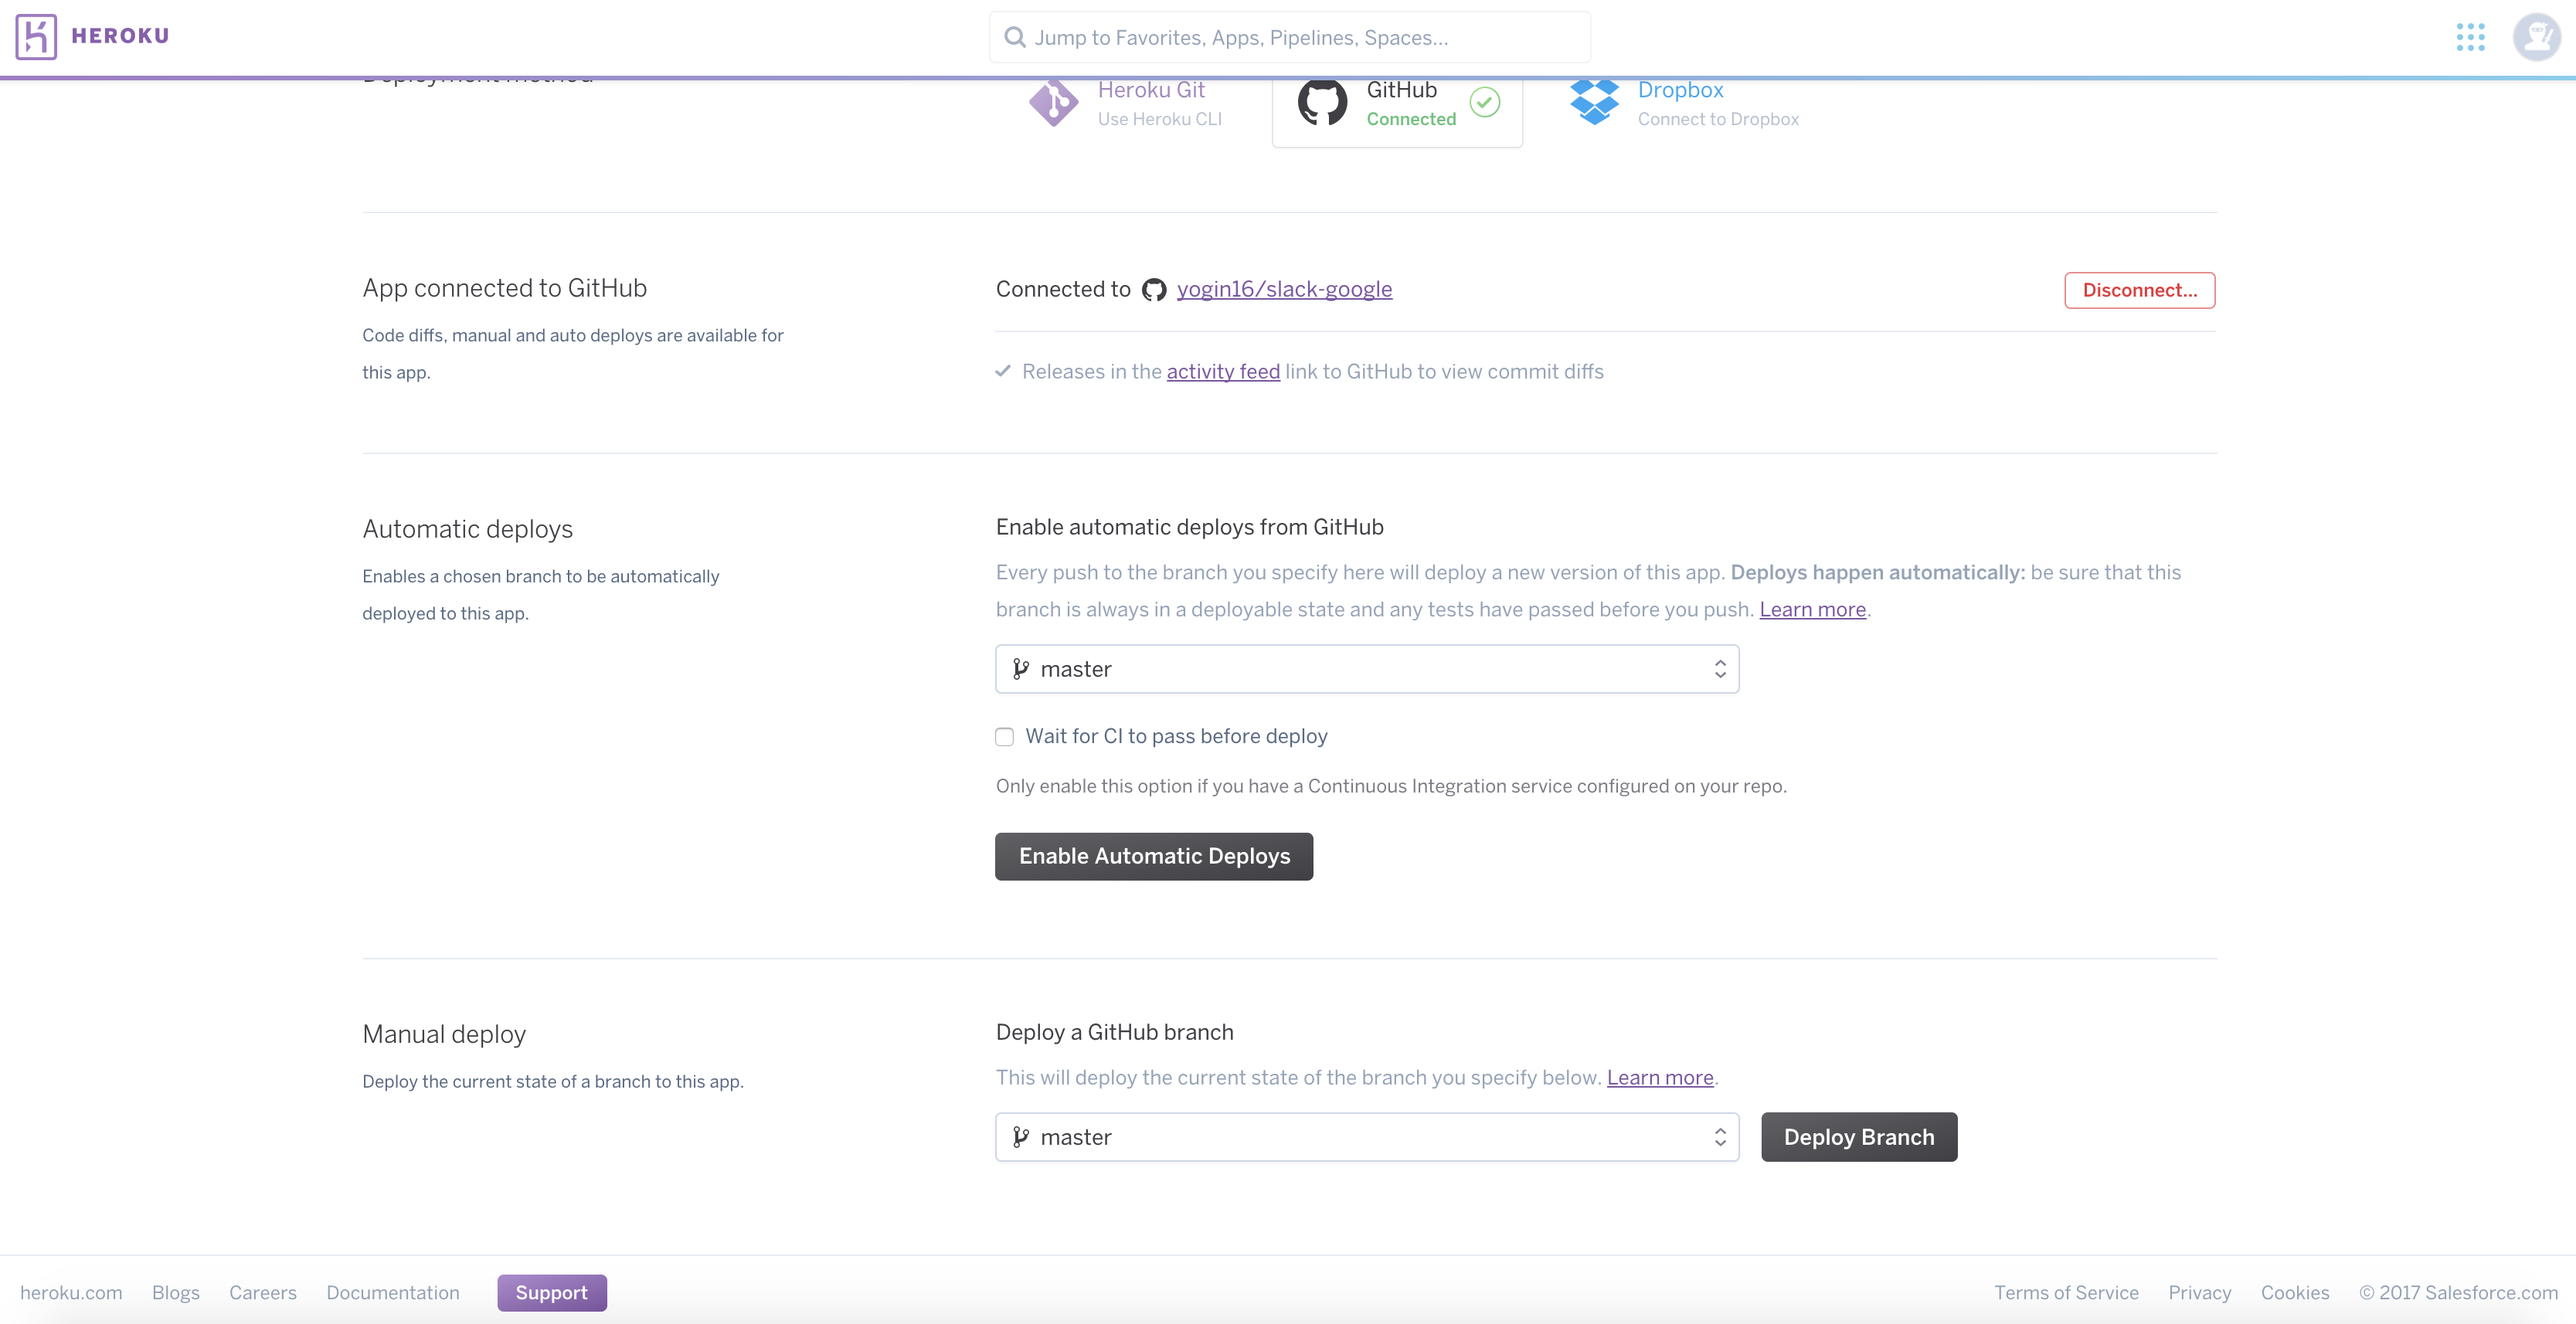 HEROKU
Jump to Favorites, Apps, Pipelines, Spaces...
Deployment method
Heroku Git
Use Heroku CLI
GitHub
Connected
Dropbox
Connect to Dropbox
App connected to GitHub
Code diffs, manual and auto deploys are available for
this app.
Connected to yogin16/slack-google
Disconnect...
Releases in the activity feed link to GitHub to view commit diffs
Automatic deploys
Enables a chosen branch to be automatically
deployed to this app.
Enable automatic deploys from GitHub
Every push to the branch you specify here will deploy a new version of this app. Deploys happen automatically: be sure that this
branch is always in a deployable state and any tests have passed before you push. Learn more.
master
Wait for CI to pass before deploy
Only enable this option if you have a Continuous Integration service configured on your repo.
Enable Automatic Deploys
Manual deploy
Deploy the current state of a branch to this app.
Deploy a GitHub branch
This will deploy the current state of the branch you specify below. Learn more.
master
Deploy Branch
heroku.com Blogs Careers Documentation Support Terms of Service Privacy Cookies © 2017 Salesforce.com